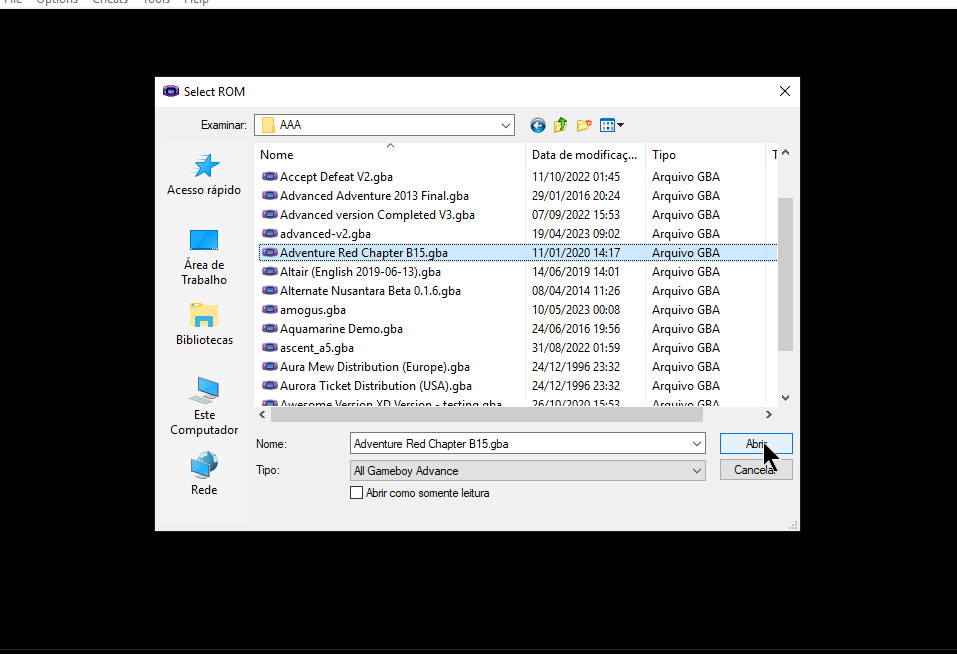 File Options Cheats Tools Help
Select ROM
Examinar: AAA
Nome Data de modificaç... Tipo T
Accept Defeat V2.gba 11/10/2022 01:45 Arquivo GBA
Advanced Adventure 2013 Final.gba 29/01/2016 20:24 Arquivo GBA
Advanced version Completed V3.gba 07/09/2022 15:53 Arquivo GBA
advanced-v2.gba 19/04/2023 09:02 Arquivo GBA
Adventure Red Chapter B15.gba 11/01/2020 14:17 Arquivo GBA
Altair (English 2019-06-13).gba 14/06/2019 14:01 Arquivo GBA
Alternate Nusantara Beta 0.1.6.gba 08/04/2014 11:26 Arquivo GBA
amogus.gba 10/05/2023 00:08 Arquivo GBA
Aquamarine Demo.gba 24/06/2016 19:56 Arquivo GBA
ascent_a5.gba 31/08/2022 01:59 Arquivo GBA
Aura Mew Distribution (Europe).gba 24/12/1996 23:32 Arquivo GBA
Aurora Ticket Distribution (USA).gba 24/12/1996 23:32 Arquivo GBA
Awesome Version XD Version - testing.gba 26/10/2020 15:53 Arquivo GBA
Acesso rápido
Área de
Trabalho
Bibliotecas
Este
Computador
Rede
Nome: Adventure Red Chapter B15.gba Abrir
Tipo: All Gameboy Advance Cancelar
Abrir como somente leitura